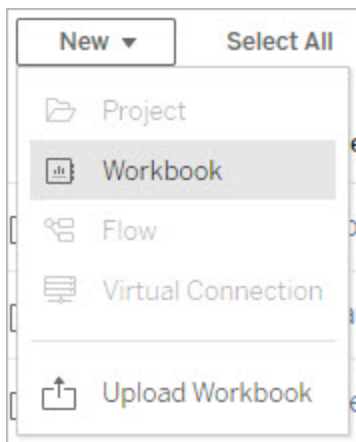 New ▾ Select All
Project
Workbook
Flow
Virtual Connection
Upload Workbook